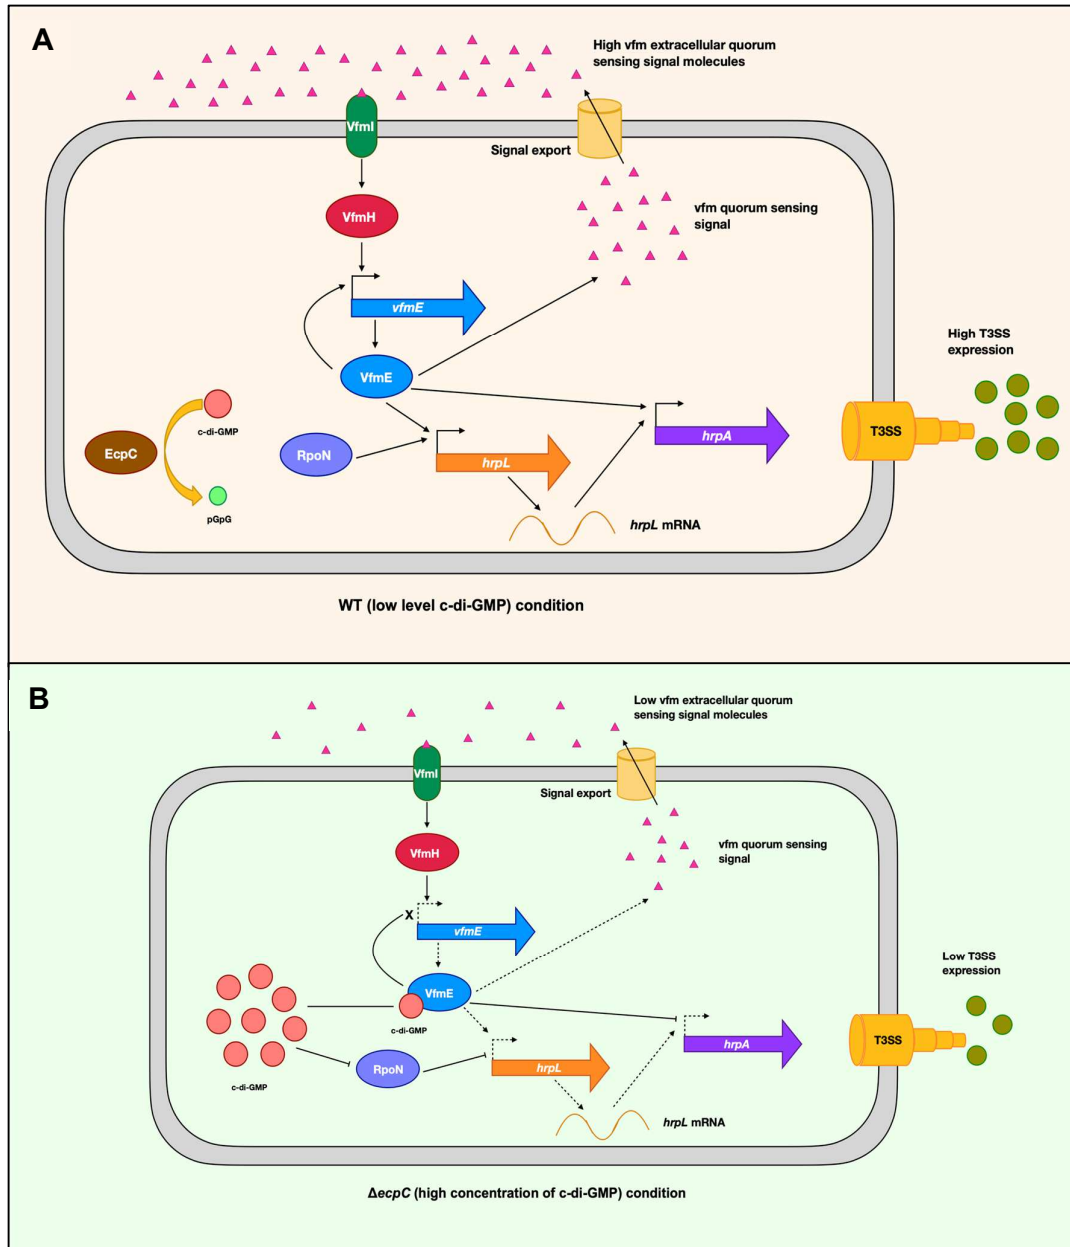 A
High vfm extracellular quorum
sensing signal molecules
VfmI
Signal export
VfmH
vfm quorum sensing
signal
vfmE
VfmE
High T3SS
expression
c-di-GMP
EcpC
RpoN
hrpL
hrpA
T3SS
pGpG
hrpL mRNA
WT (low level c-di-GMP) condition
B
Low vfm extracellular quorum
sensing signal molecules
VfmI
Signal export
VfmH
vfm quorum sensing
signal
X
vfmE
VfmE
Low T3SS
expression
c-di-GMP
c-di-GMP
RpoN
hrpL
hrpA
T3SS
hrpL mRNA
ΔecpC (high concentration of c-di-GMP) condition